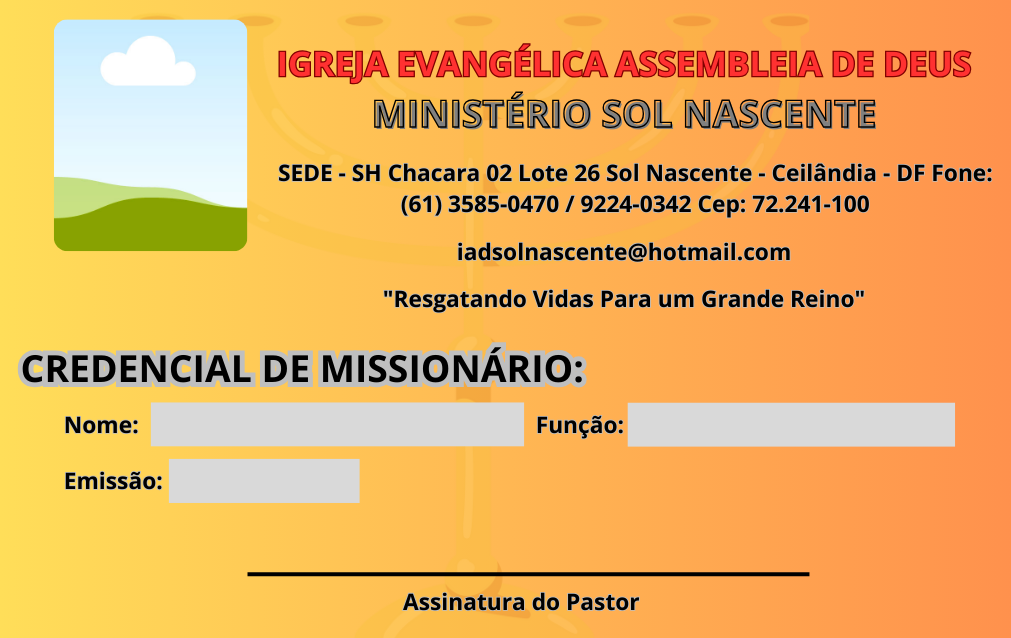 IGREJA EVANGÉLICA ASSEMBLEIA DE DEUS
MINISTÉRIO SOL NASCENTE
SEDE - SH Chacara 02 Lote 26 Sol Nascente - Ceilândia - DF Fone:
(61) 3585-0470 / 9224-0342 Cep: 72.241-100
iadsolnascente@hotmail.com
"Resgatando Vidas Para um Grande Reino"
CREDENCIAL DE MISSIONÁRIO:
Nome: Função:
Emissão:
Assinatura do Pastor